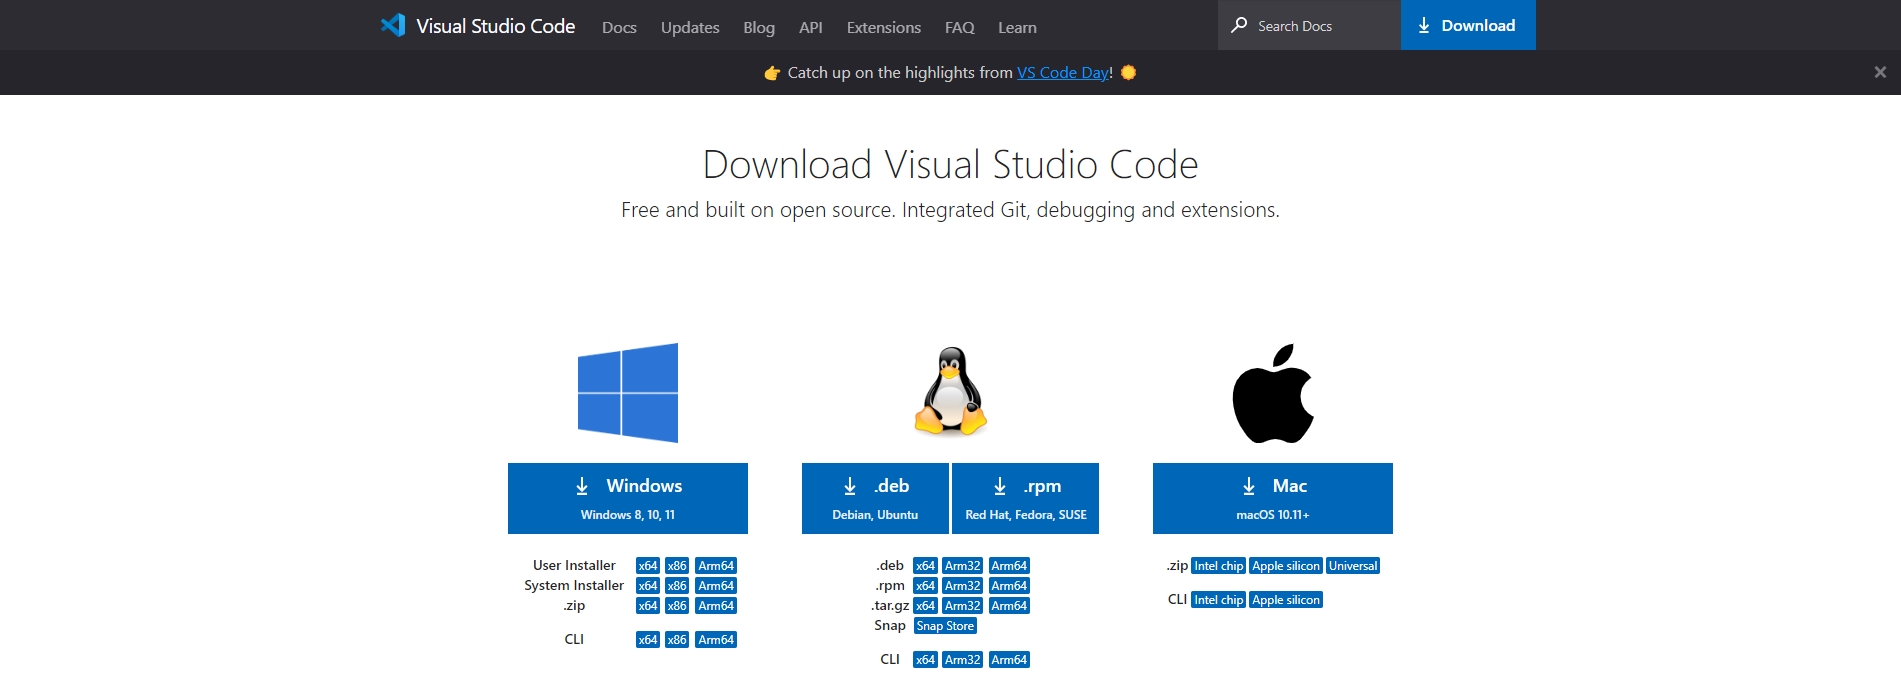 Visual Studio Code Docs Updates Blog API Extensions FAQ Learn Search Docs Download
👉 Catch up on the highlights from VS Code Day! 🌞 ×
Download Visual Studio Code
Free and built on open source. Integrated Git, debugging and extensions.
Windows
Windows 8, 10, 11
User Installer x64 x86 Arm64
System Installer x64 x86 Arm64
.zip x64 x86 Arm64
CLI x64 x86 Arm64
.deb
Debian, Ubuntu
.rpm
Red Hat, Fedora, SUSE
.deb x64 Arm32 Arm64
.rpm x64 Arm32 Arm64
.tar.gz x64 Arm32 Arm64
Snap Snap Store
CLI x64 Arm32 Arm64
Mac
macOS 10.11+
.zip Intel chip Apple silicon Universal
CLI Intel chip Apple silicon